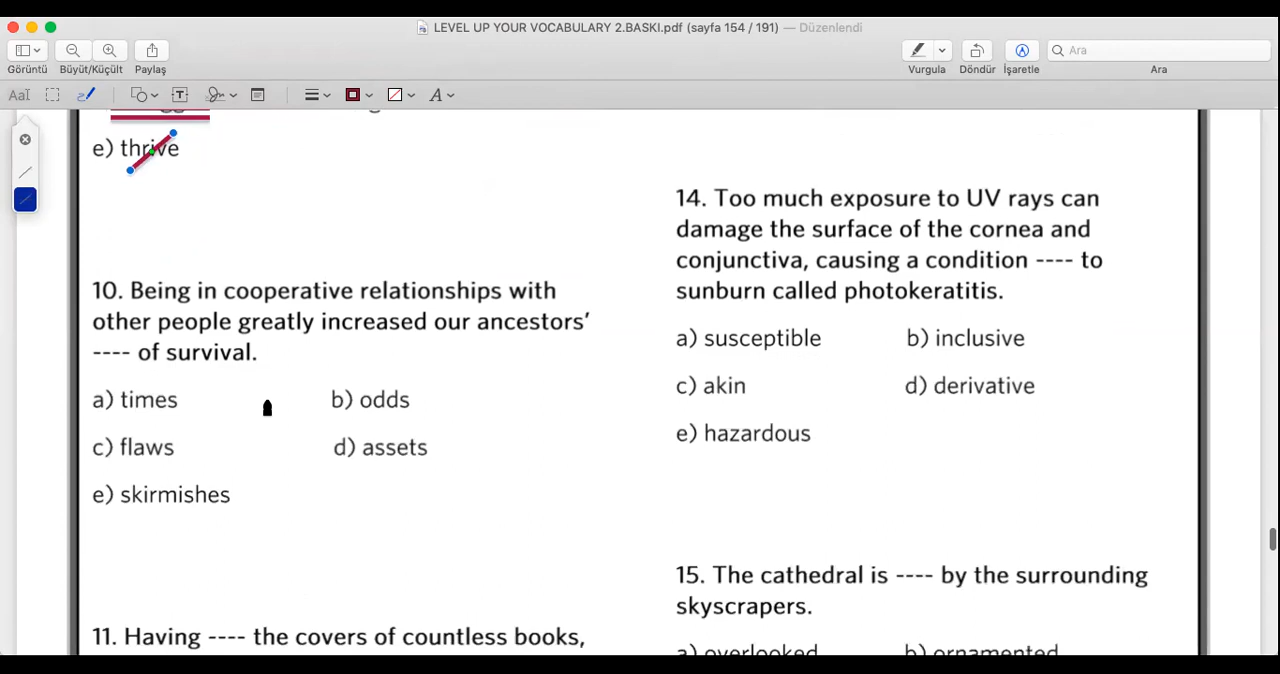 LEVEL UP YOUR VOCABULARY 2.BASKI.pdf (sayfa 154 / 191) — Düzenlendi
Ara
Görüntü Büyüt/Küçült Paylaş Vurgula Döndür İşaretle Ara
e) thrive
10. Being in cooperative relationships with
other people greatly increased our ancestors’
---- of survival.
a) times b) odds
c) flaws d) assets
e) skirmishes
11. Having ---- the covers of countless books,
14. Too much exposure to UV rays can
damage the surface of the cornea and
conjunctiva, causing a condition ---- to
sunburn called photokeratitis.
a) susceptible b) inclusive
c) akin d) derivative
e) hazardous
15. The cathedral is ---- by the surrounding
skyscrapers.
a) overlooked b) ornamented